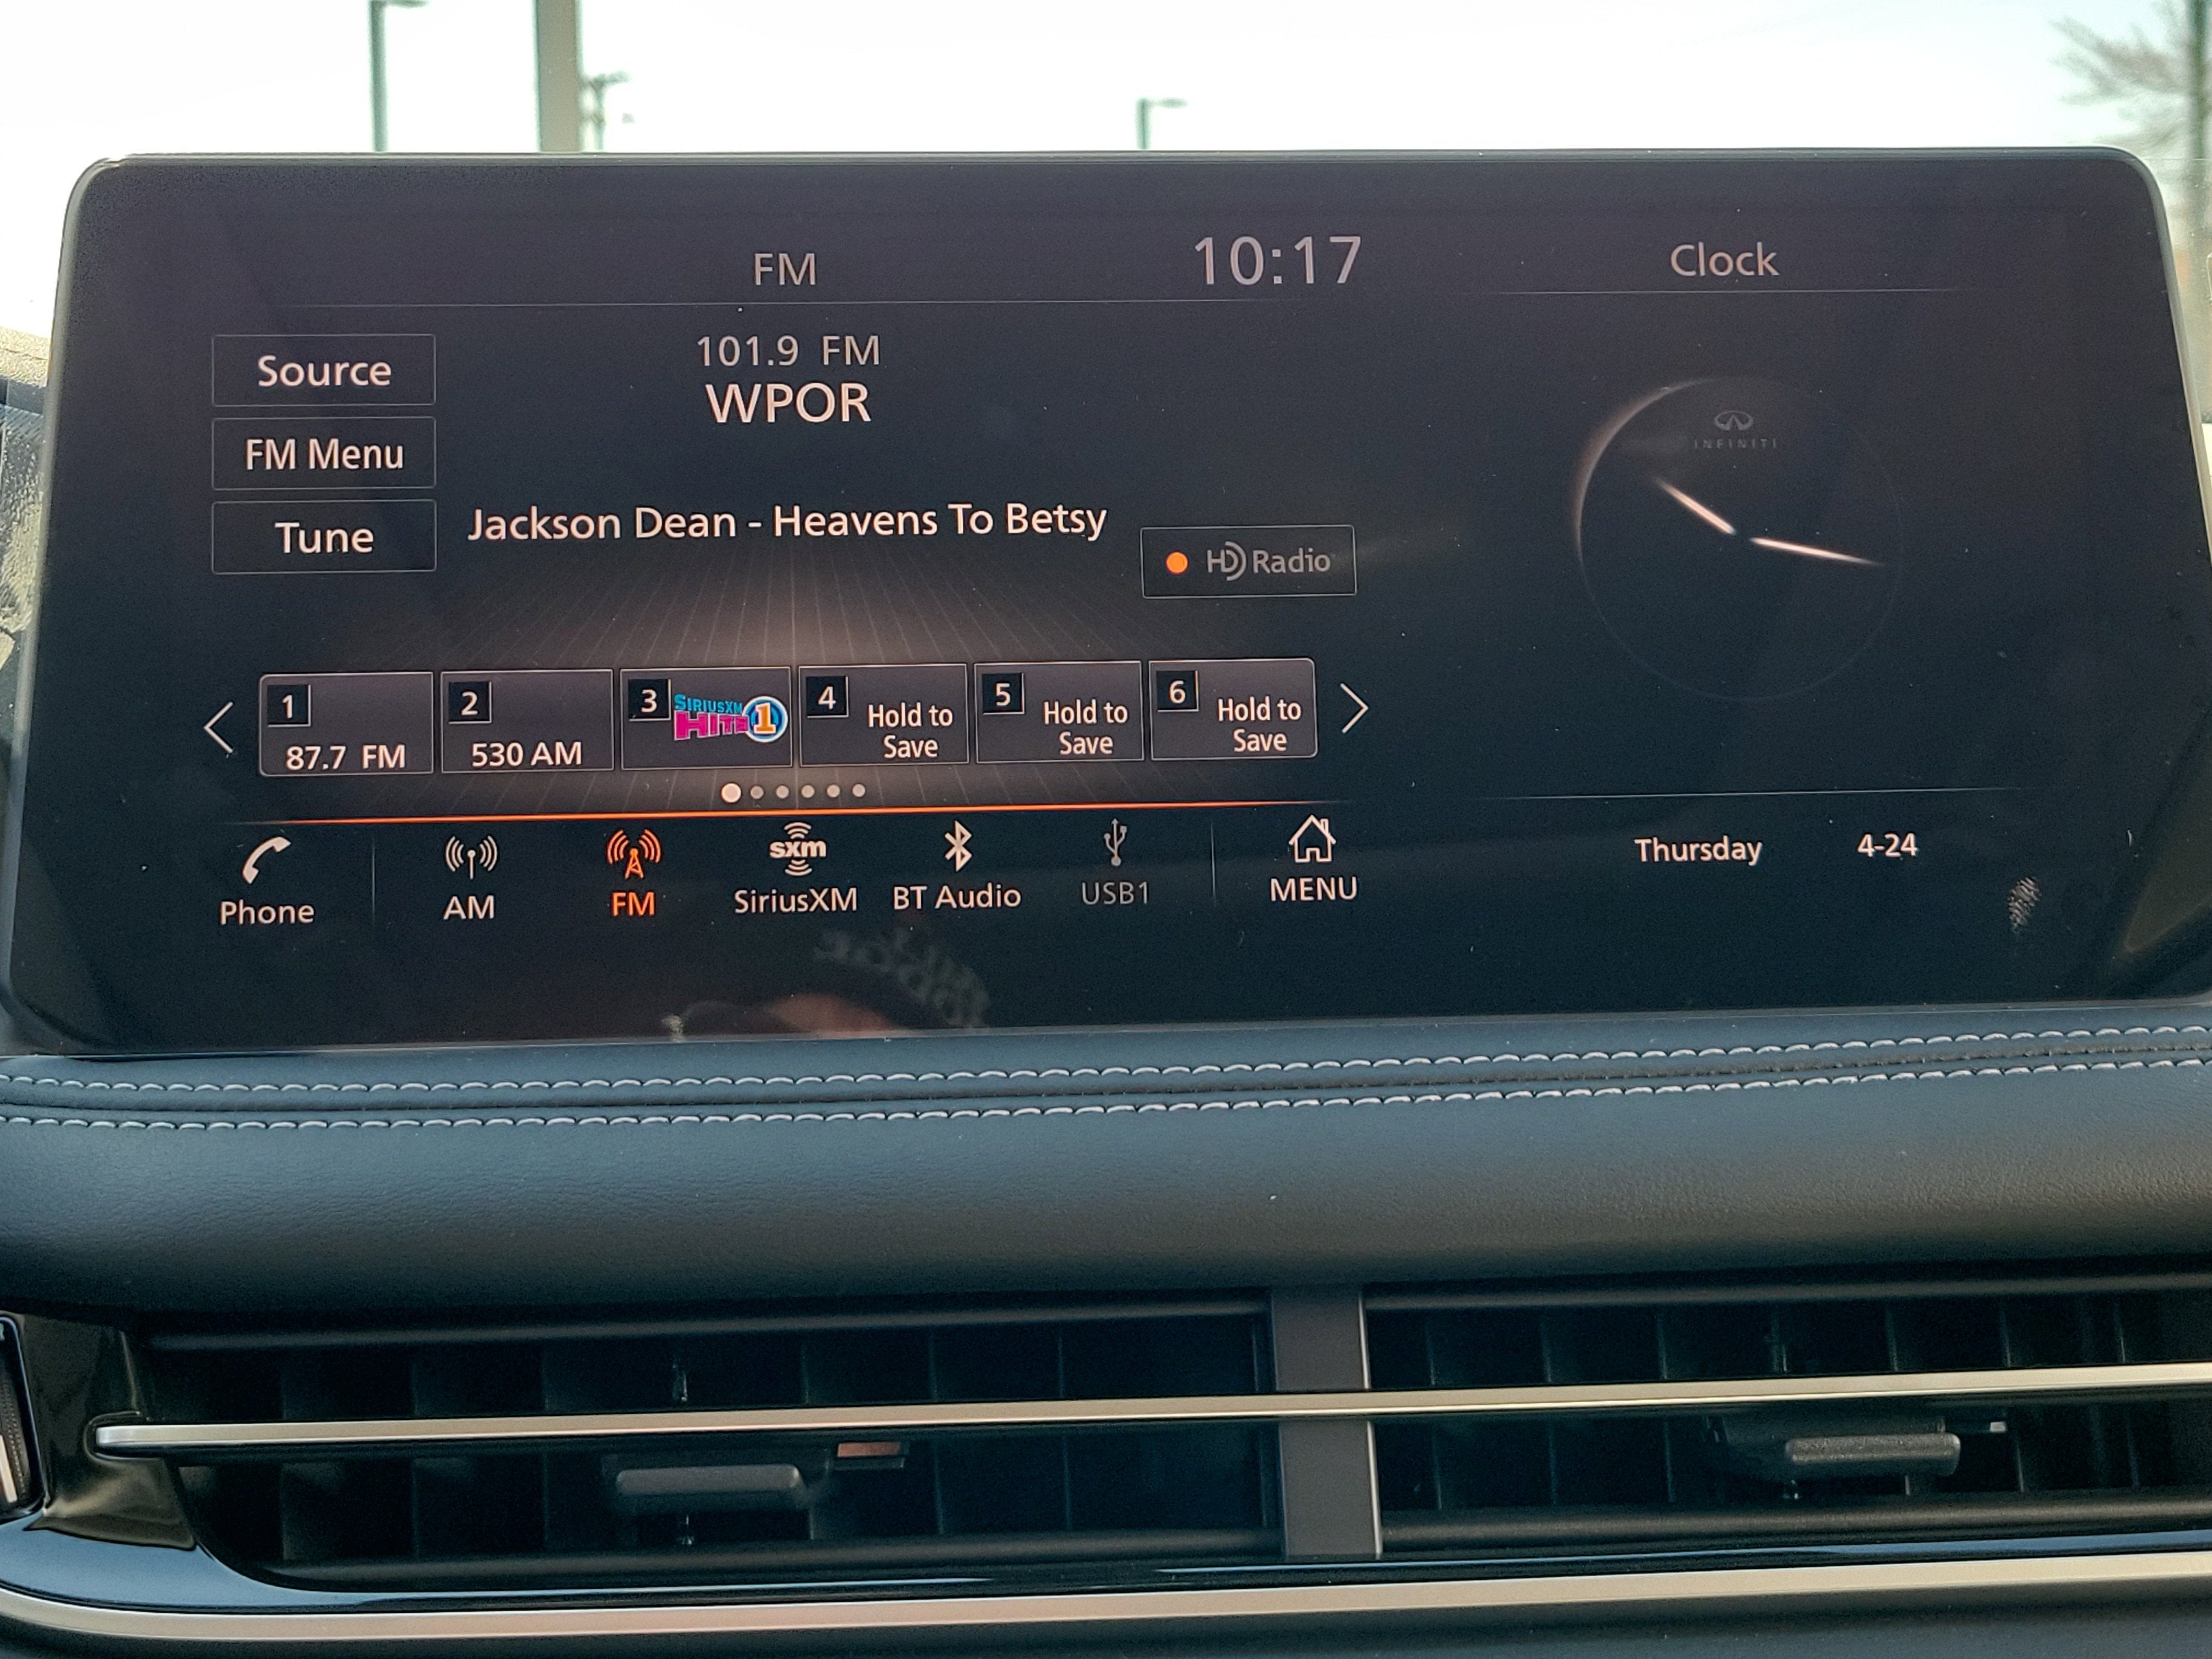 FM
10:17
Clock
Source
FM Menu
Tune
101.9 FM
WPOR
Jackson Dean - Heavens To Betsy
HD Radio
INFINITI
1
87.7 FM
2
530 AM
3
SIRIUSXM
HITS 1
4
Hold to
Save
5
Hold to
Save
6
Hold to
Save
Phone
AM
FM
sxm
SiriusXM
BT Audio
USB1
MENU
Thursday 4-24